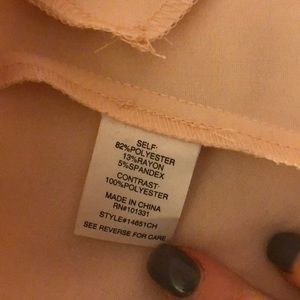 SELF-
82%POLYESTER
13%RAYON
5%SPANDEX
CONTRAST-
100%POLYESTER
MADE IN CHINA
RN#101331
STYLE#14651CH
SEE REVERSE FOR CARE